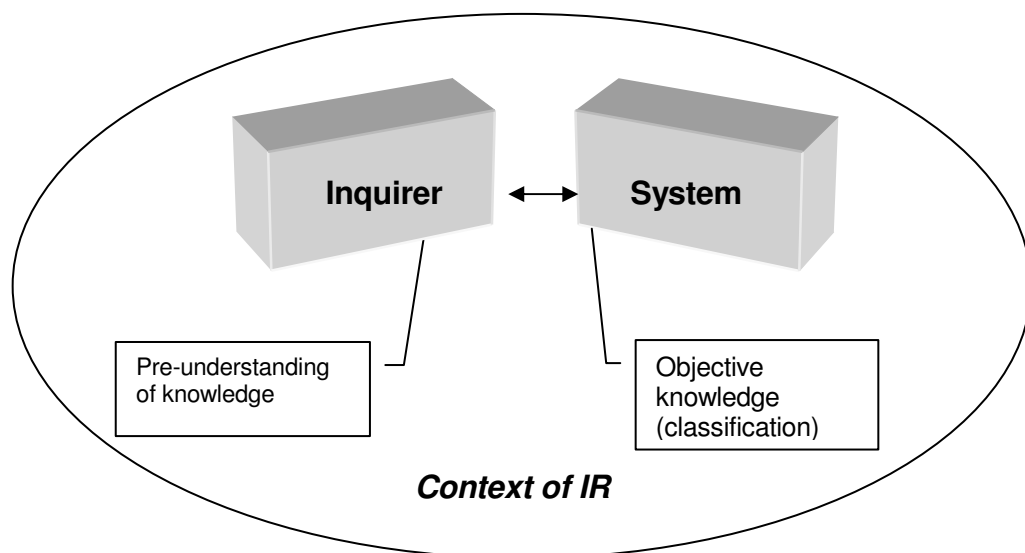 Inquirer
System
Pre-understanding
of knowledge
Objective
knowledge
(classification)
Context of IR